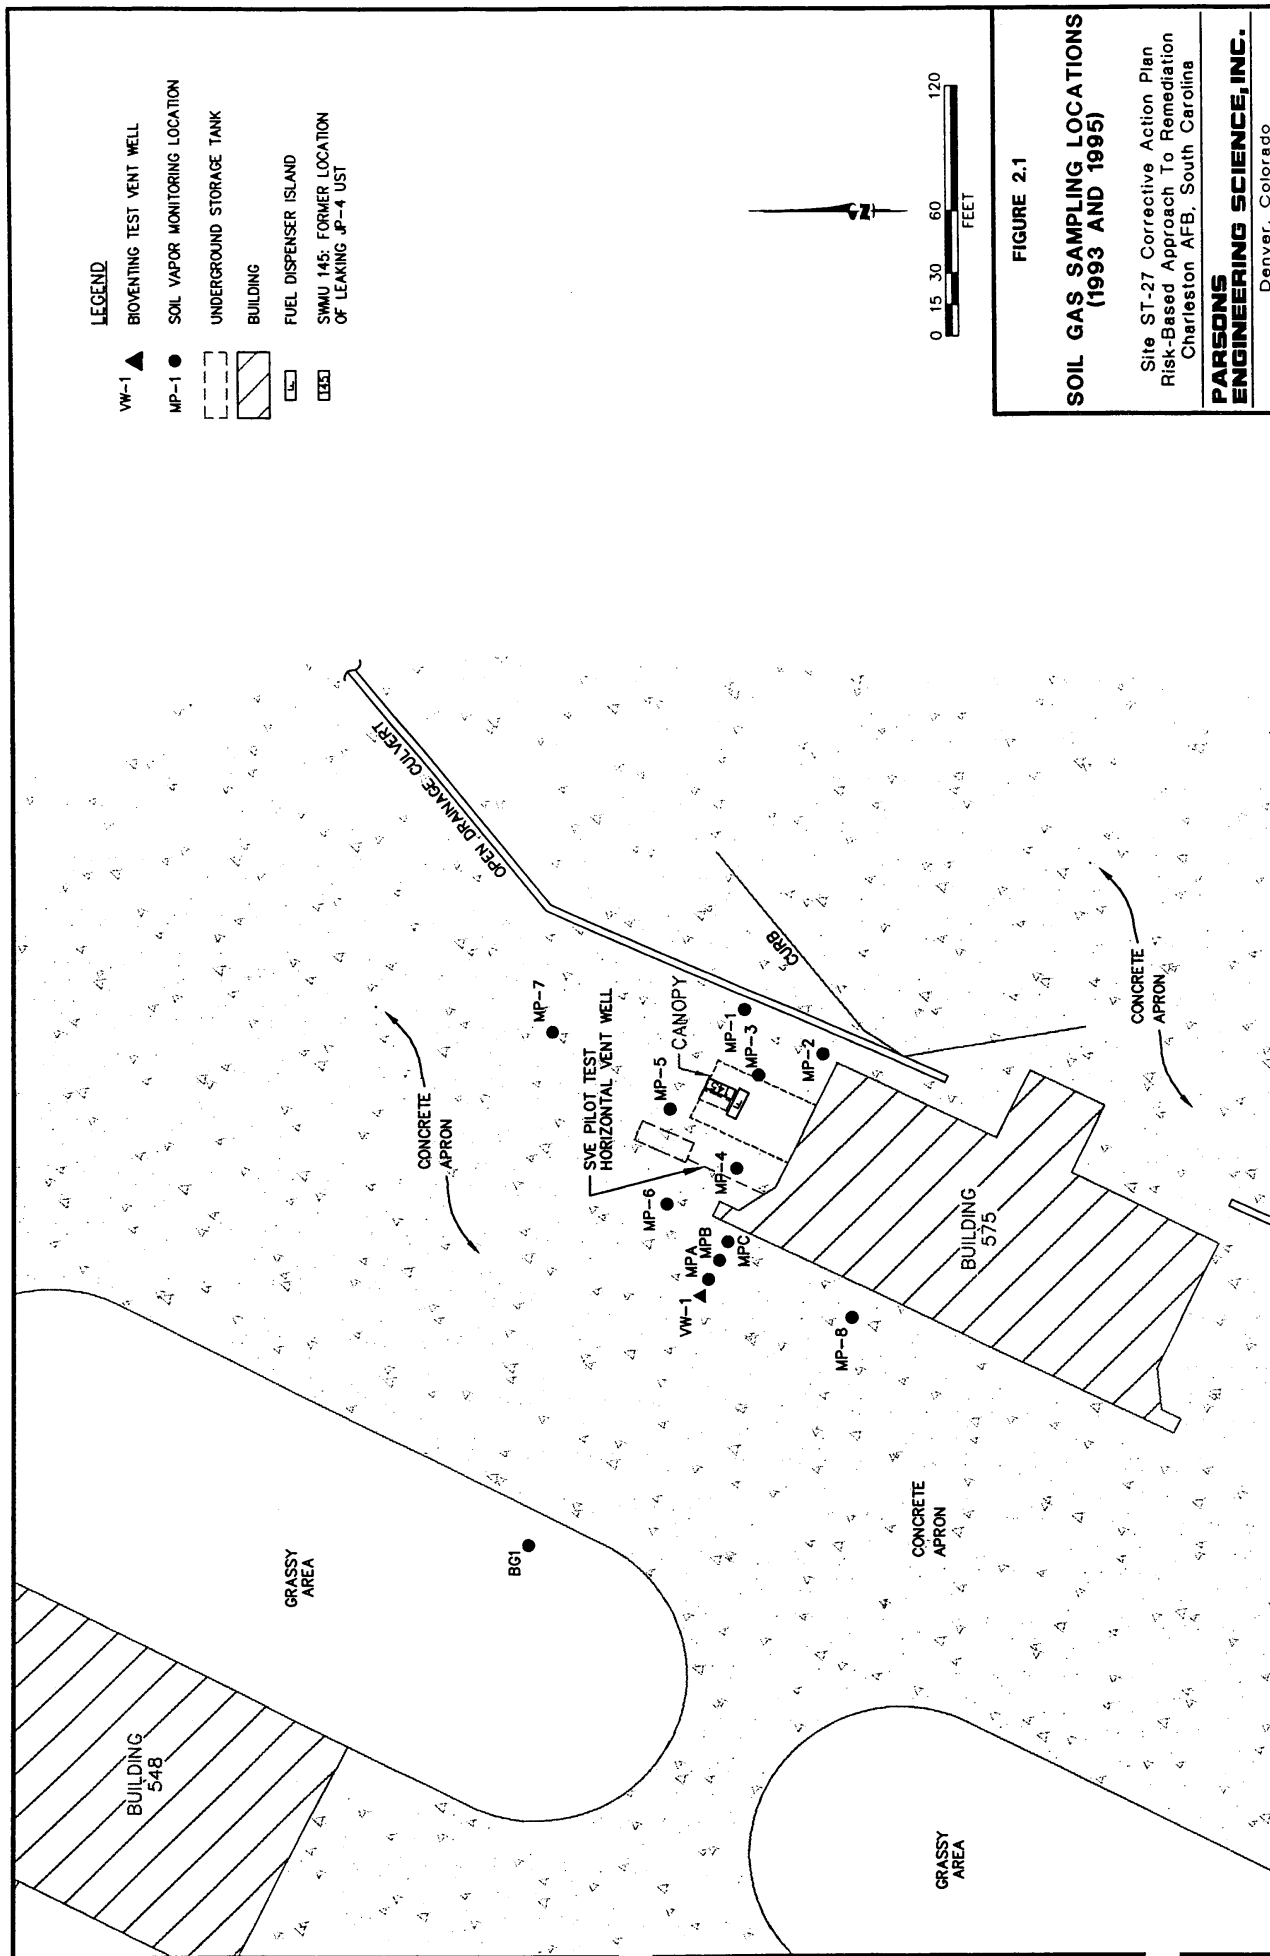 LEGEND
VW-1
BIOVENTING TEST VENT WELL
MP-1
SOIL VAPOR MONITORING LOCATION
UNDERGROUND STORAGE TANK
BUILDING
F
FUEL DISPENSER ISLAND
145
SWMU 145: FORMER LOCATION
OF LEAKING JP-4 UST
BUILDING
548
GRASSY
AREA
BG1
CONCRETE
APRON
OPEN DRAINAGE CULVERT
MP-7
SVE PILOT TEST
HORIZONTAL VENT WELL
MP-5
CANOPY
MP-6
VW-1
MPA
MPB
MPC
MP-4
145
F
MP-1
MP-3
MP-2
CURB
MP-8
BUILDING
575
CONCRETE
APRON
CONCRETE
APRON
GRASSY
AREA
N
0 15 30 60 120
FEET
FIGURE 2.1
SOIL GAS SAMPLING LOCATIONS
(1993 AND 1995)
Site ST-27 Corrective Action Plan
Risk-Based Approach To Remediation
Charleston AFB, South Carolina
PARSONS
ENGINEERING SCIENCE, INC.
Denver, Colorado